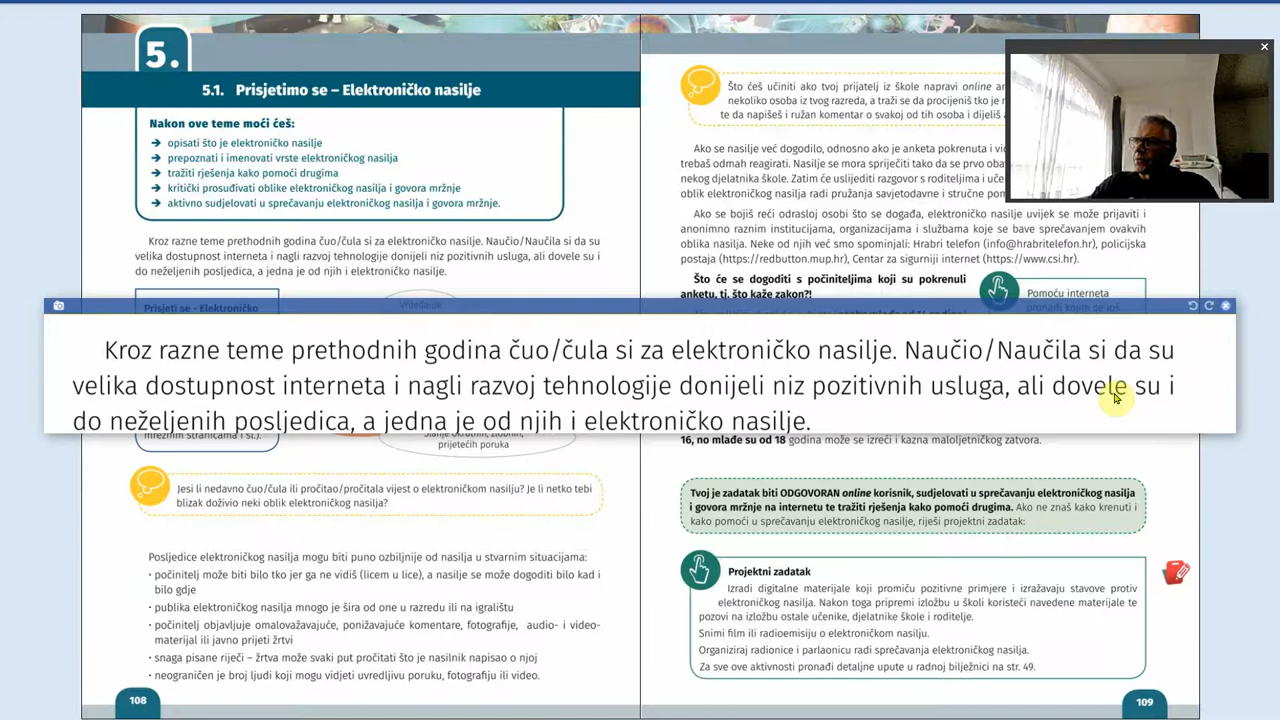 5.
5.1. Prisjetimo se – Elektroničko nasilje
Nakon ove teme moći ćeš:
➔ opisati što je elektroničko nasilje
➔ prepoznati i imenovati vrste elektroničkog nasilja
➔ tražiti rješenja kako pomoći drugima
➔ kritički prosuđivati oblike elektroničkog nasilja i govora mržnje
➔ aktivno sudjelovati u sprečavanju elektroničkog nasilja i govora mržnje.
Kroz razne teme prethodnih godina čuo/čula si za elektroničko nasilje. Naučio/Naučila si da su
velika dostupnost interneta i nagli razvoj tehnologije donijeli niz pozitivnih usluga, ali dovele su i
do neželjenih posljedica, a jedna je od njih i elektroničko nasilje.
Prisjeti se - Elektroničko
Vrijeđanje
Kroz razne teme prethodnih godina čuo/čula si za elektroničko nasilje. Naučio/Naučila si da su
velika dostupnost interneta i nagli razvoj tehnologije donijeli niz pozitivnih usluga, ali dovele su i
do neželjenih posljedica, a jedna je od njih i elektroničko nasilje.
mrežnim stranicama i sl.).
prijetećih poruka
Jesi li nedavno čuo/čula ili pročitao/pročitala vijest o elektroničkom nasilju? Je li netko tebi
blizak doživio neki oblik elektroničkog nasilja?
Posljedice elektroničkog nasilja mogu biti puno ozbiljnije od nasilja u stvarnim situacijama:
· počinitelj može biti bilo tko jer ga ne vidiš (licem u lice), a nasilje se može dogoditi bilo kad i
bilo gdje
· publika elektroničkog nasilja mnogo je šira od one u razredu ili na igralištu
· počinitelj objavljuje omalovažavajuće, ponižavajuće komentare, fotografije, audio- i video-
materijal ili javno prijeti žrtvi
· snaga pisane riječi – žrtva može svaki put pročitati što je nasilnik napisao o njoj
· neograničen je broj ljudi koji mogu vidjeti uvredljivu poruku, fotografiju ili video.
108
Što ćeš učiniti ako tvoj prijatelj iz škole napravi online
nekoliko osoba iz tvog razreda, a traži se da procijeniš tko je
te da napišeš i ružan komentar o svakoj od tih osoba i dijeliš
Ako se nasilje već dogodilo, odnosno ako je anketa pokrenuta i
trebaš odmah reagirati. Nasilje se mora spriječiti tako da se prvo
nekog djelatnika škole. Zatim će uslijediti razgovor s roditeljima i
oblik elektroničkog nasilja radi pružanja savjetodavne i stručne
Ako se bojiš reći odrasloj osobi što se događa, elektroničko nasilje uvijek se može prijaviti i
anonimno raznim institucijama, organizacijama i službama koje se bave sprečavanjem ovakvih
oblika nasilja. Neke od njih već smo spominjali: Hrabri telefon (info@hrabritelefon.hr), policijska
postaja (https://redbutton.mup.hr), Centar za sigurniji internet (https://www.csi.hr).
Što će se dogoditi s počiniteljima koji su pokrenuli
anketu, tj. što kaže zakon?!
Pomoću interneta
pronađi kojim se još
16, no mlađe su od 18 godina može se izreći i kazna maloljetničkog zatvora.
Tvoj je zadatak biti ODGOVORAN online korisnik, sudjelovati u sprečavanju elektroničkog nasilja
i govora mržnje na internetu te tražiti rješenja kako pomoći drugima. Ako ne znaš kako krenuti i
kako pomoći u sprečavanju elektroničkog nasilja, riješi projektni zadatak:
Projektni zadatak
Izradi digitalne materijale koji promiču pozitivne primjere i izražavaju stavove protiv
elektroničkog nasilja. Nakon toga pripremi izložbu u školi koristeći navedene materijale te
pozovi na izložbu ostale učenike, djelatnike škole i roditelje.
Snimi film ili radioemisiju o elektroničkom nasilju.
Organiziraj radionice i parlaonicu radi sprečavanja elektroničkog nasilja.
Za sve ove aktivnosti pronađi detaljne upute u radnoj bilježnici na str. 49.
109